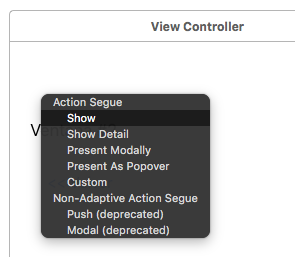 View Controller
Action Segue
Show
Show Detail
Present Modally
Present As Popover
Custom
Non-Adaptive Action Segue
Push (deprecated)
Modal (deprecated)